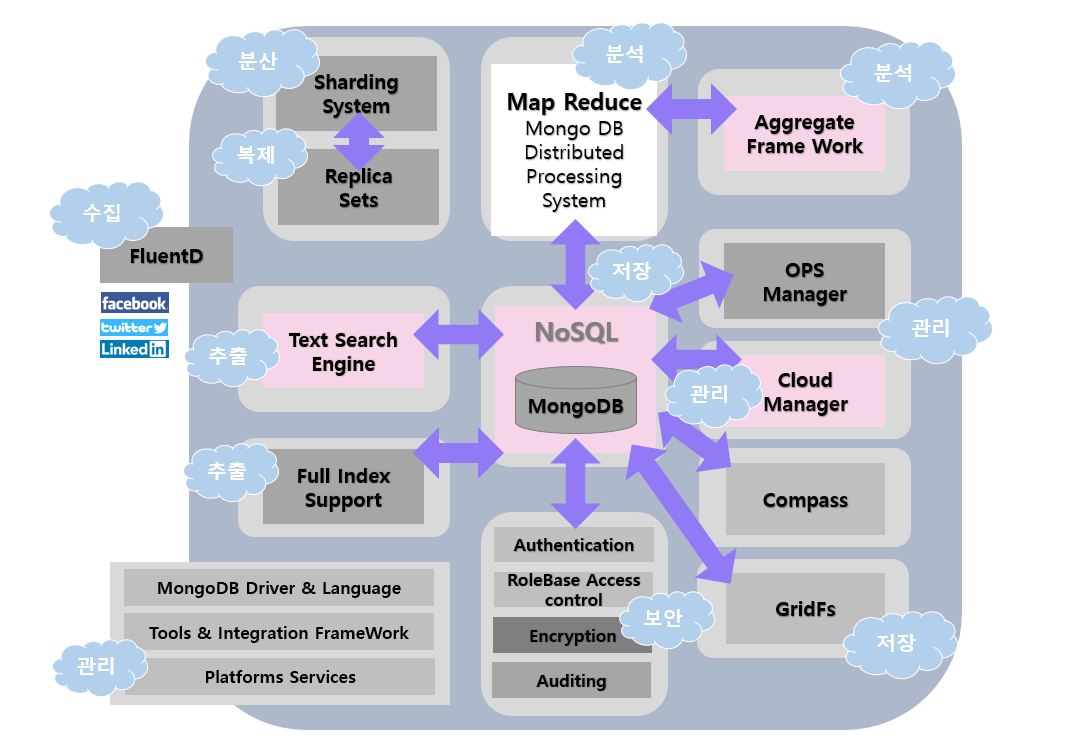 분산
Sharding
System
복제
Replica
Sets
분석
Map Reduce
Mongo DB
Distributed
Processing
System
분석
Aggregate
Frame Work
수집
FluentD
facebook
twitter
Linked in
추출
Text Search
Engine
추출
Full Index
Support
저장
NoSQL
MongoDB
OPS
Manager
관리
Cloud
Manager
관리
Compass
GridFs
저장
Authentication
RoleBase Access
control
Encryption
보안
Auditing
MongoDB Driver & Language
Tools & Integration FrameWork
Platforms Services
관리